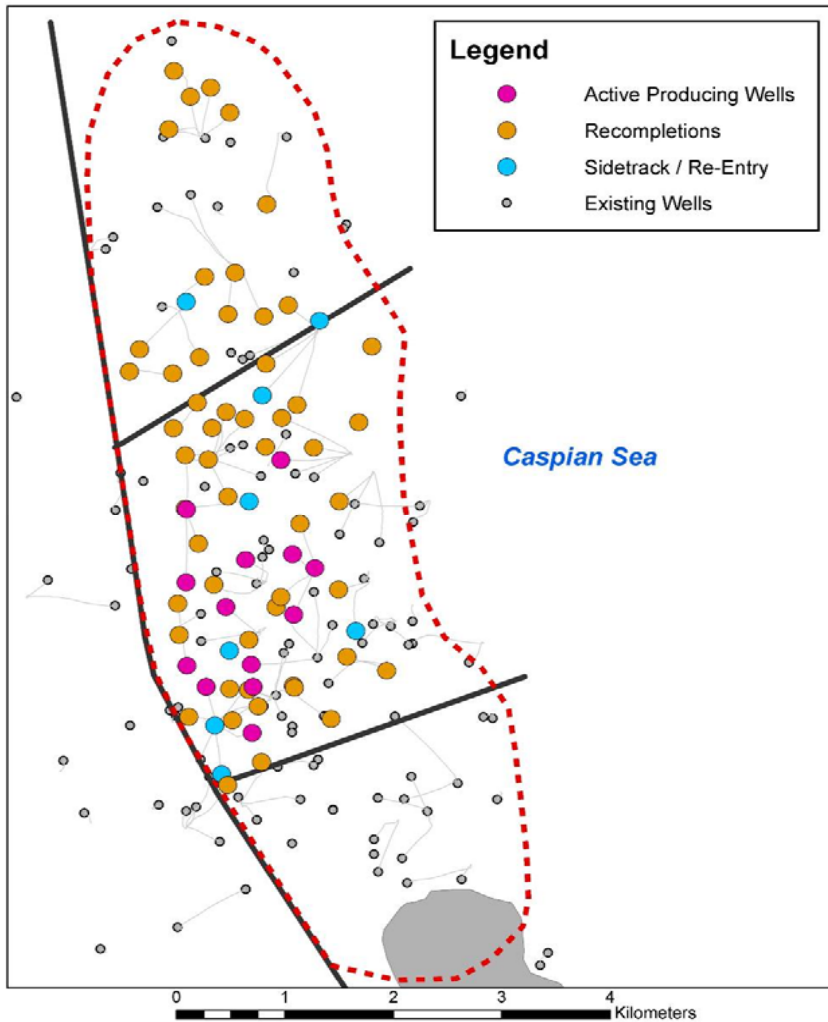 Legend
Active Producing Wells
Recompletions
Sidetrack / Re-Entry
Existing Wells
Caspian Sea
0 1 2 3 4
Kilometers